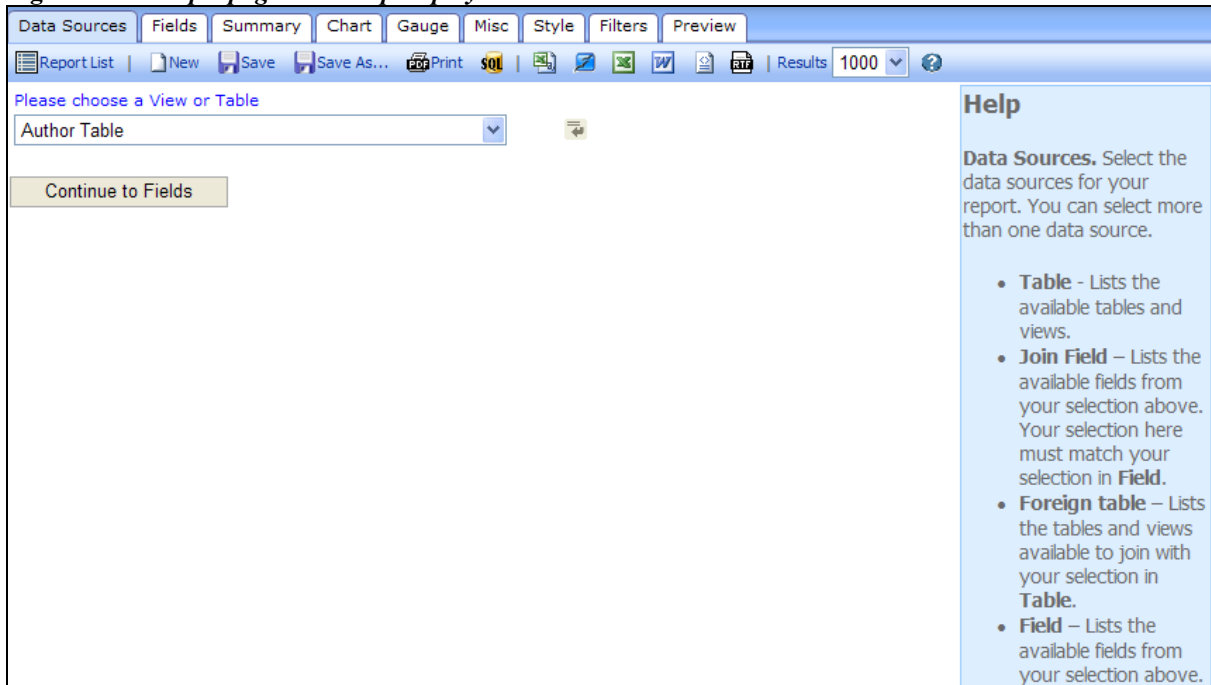 Data Sources Fields Summary Chart Gauge Misc Style Filters Preview
Report List | New Save Save As... PDF Print SQL | RTF | Results 1000
Please choose a View or Table
Author Table
Continue to Fields
Help
Data Sources. Select the
data sources for your
report. You can select more
than one data source.
• Table - Lists the
available tables and
views.
• Join Field – Lists the
available fields from
your selection above.
Your selection here
must match your
selection in Field.
• Foreign table – Lists
the tables and views
available to join with
your selection in
Table.
• Field – Lists the
available fields from
your selection above.